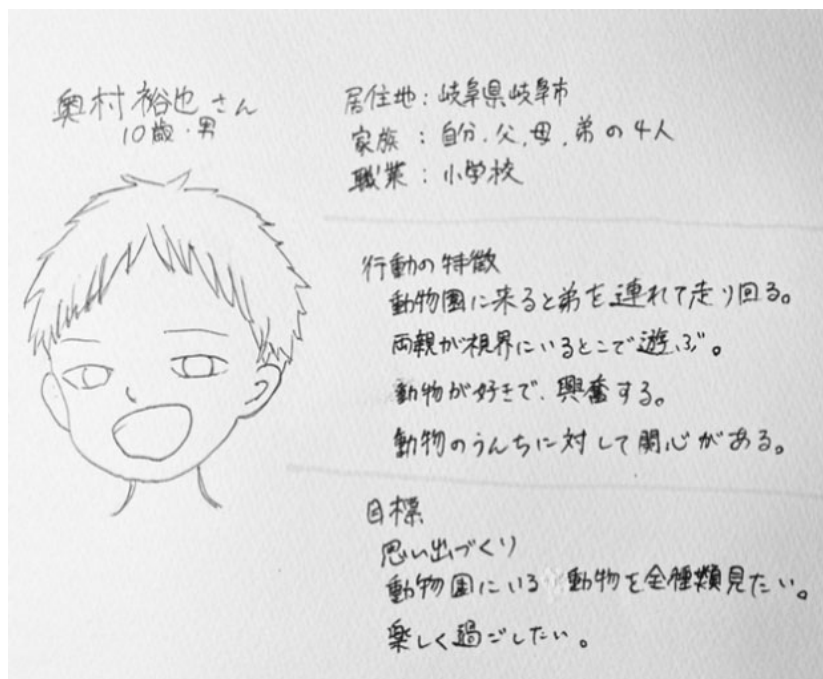 奥村裕也さん
10歳・男
居住地：岐阜県岐阜市
家族：自分、父、母、弟の4人
職業：小学校
行動の特徴
動物園に来ると弟を連れて走り回る。
両親が視界にいるとこで遊ぶ。
動物が好きで、興奮する。
動物のうんちに対して関心がある。
目標
思い出づくり
動物園にいる動物を全種類見たい。
楽しく過ごしたい。